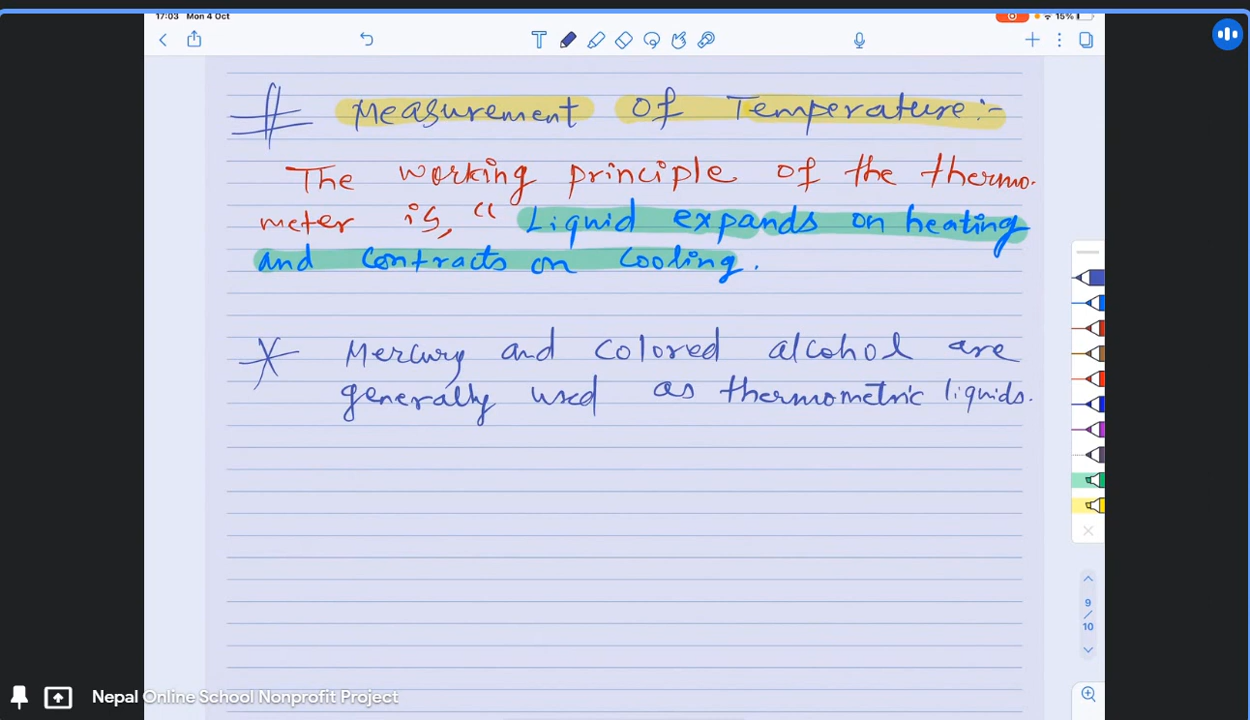 17:03 Mon 4 Oct
15%
# Measurement of Temperature:-
The working principle of the thermo-
meter is, " Liquid expands on heating
and contracts on cooling.
* Mercury and colored alcohol are
generally used as thermometric liquids.
9
/
10
Nepal Online School Nonprofit Project